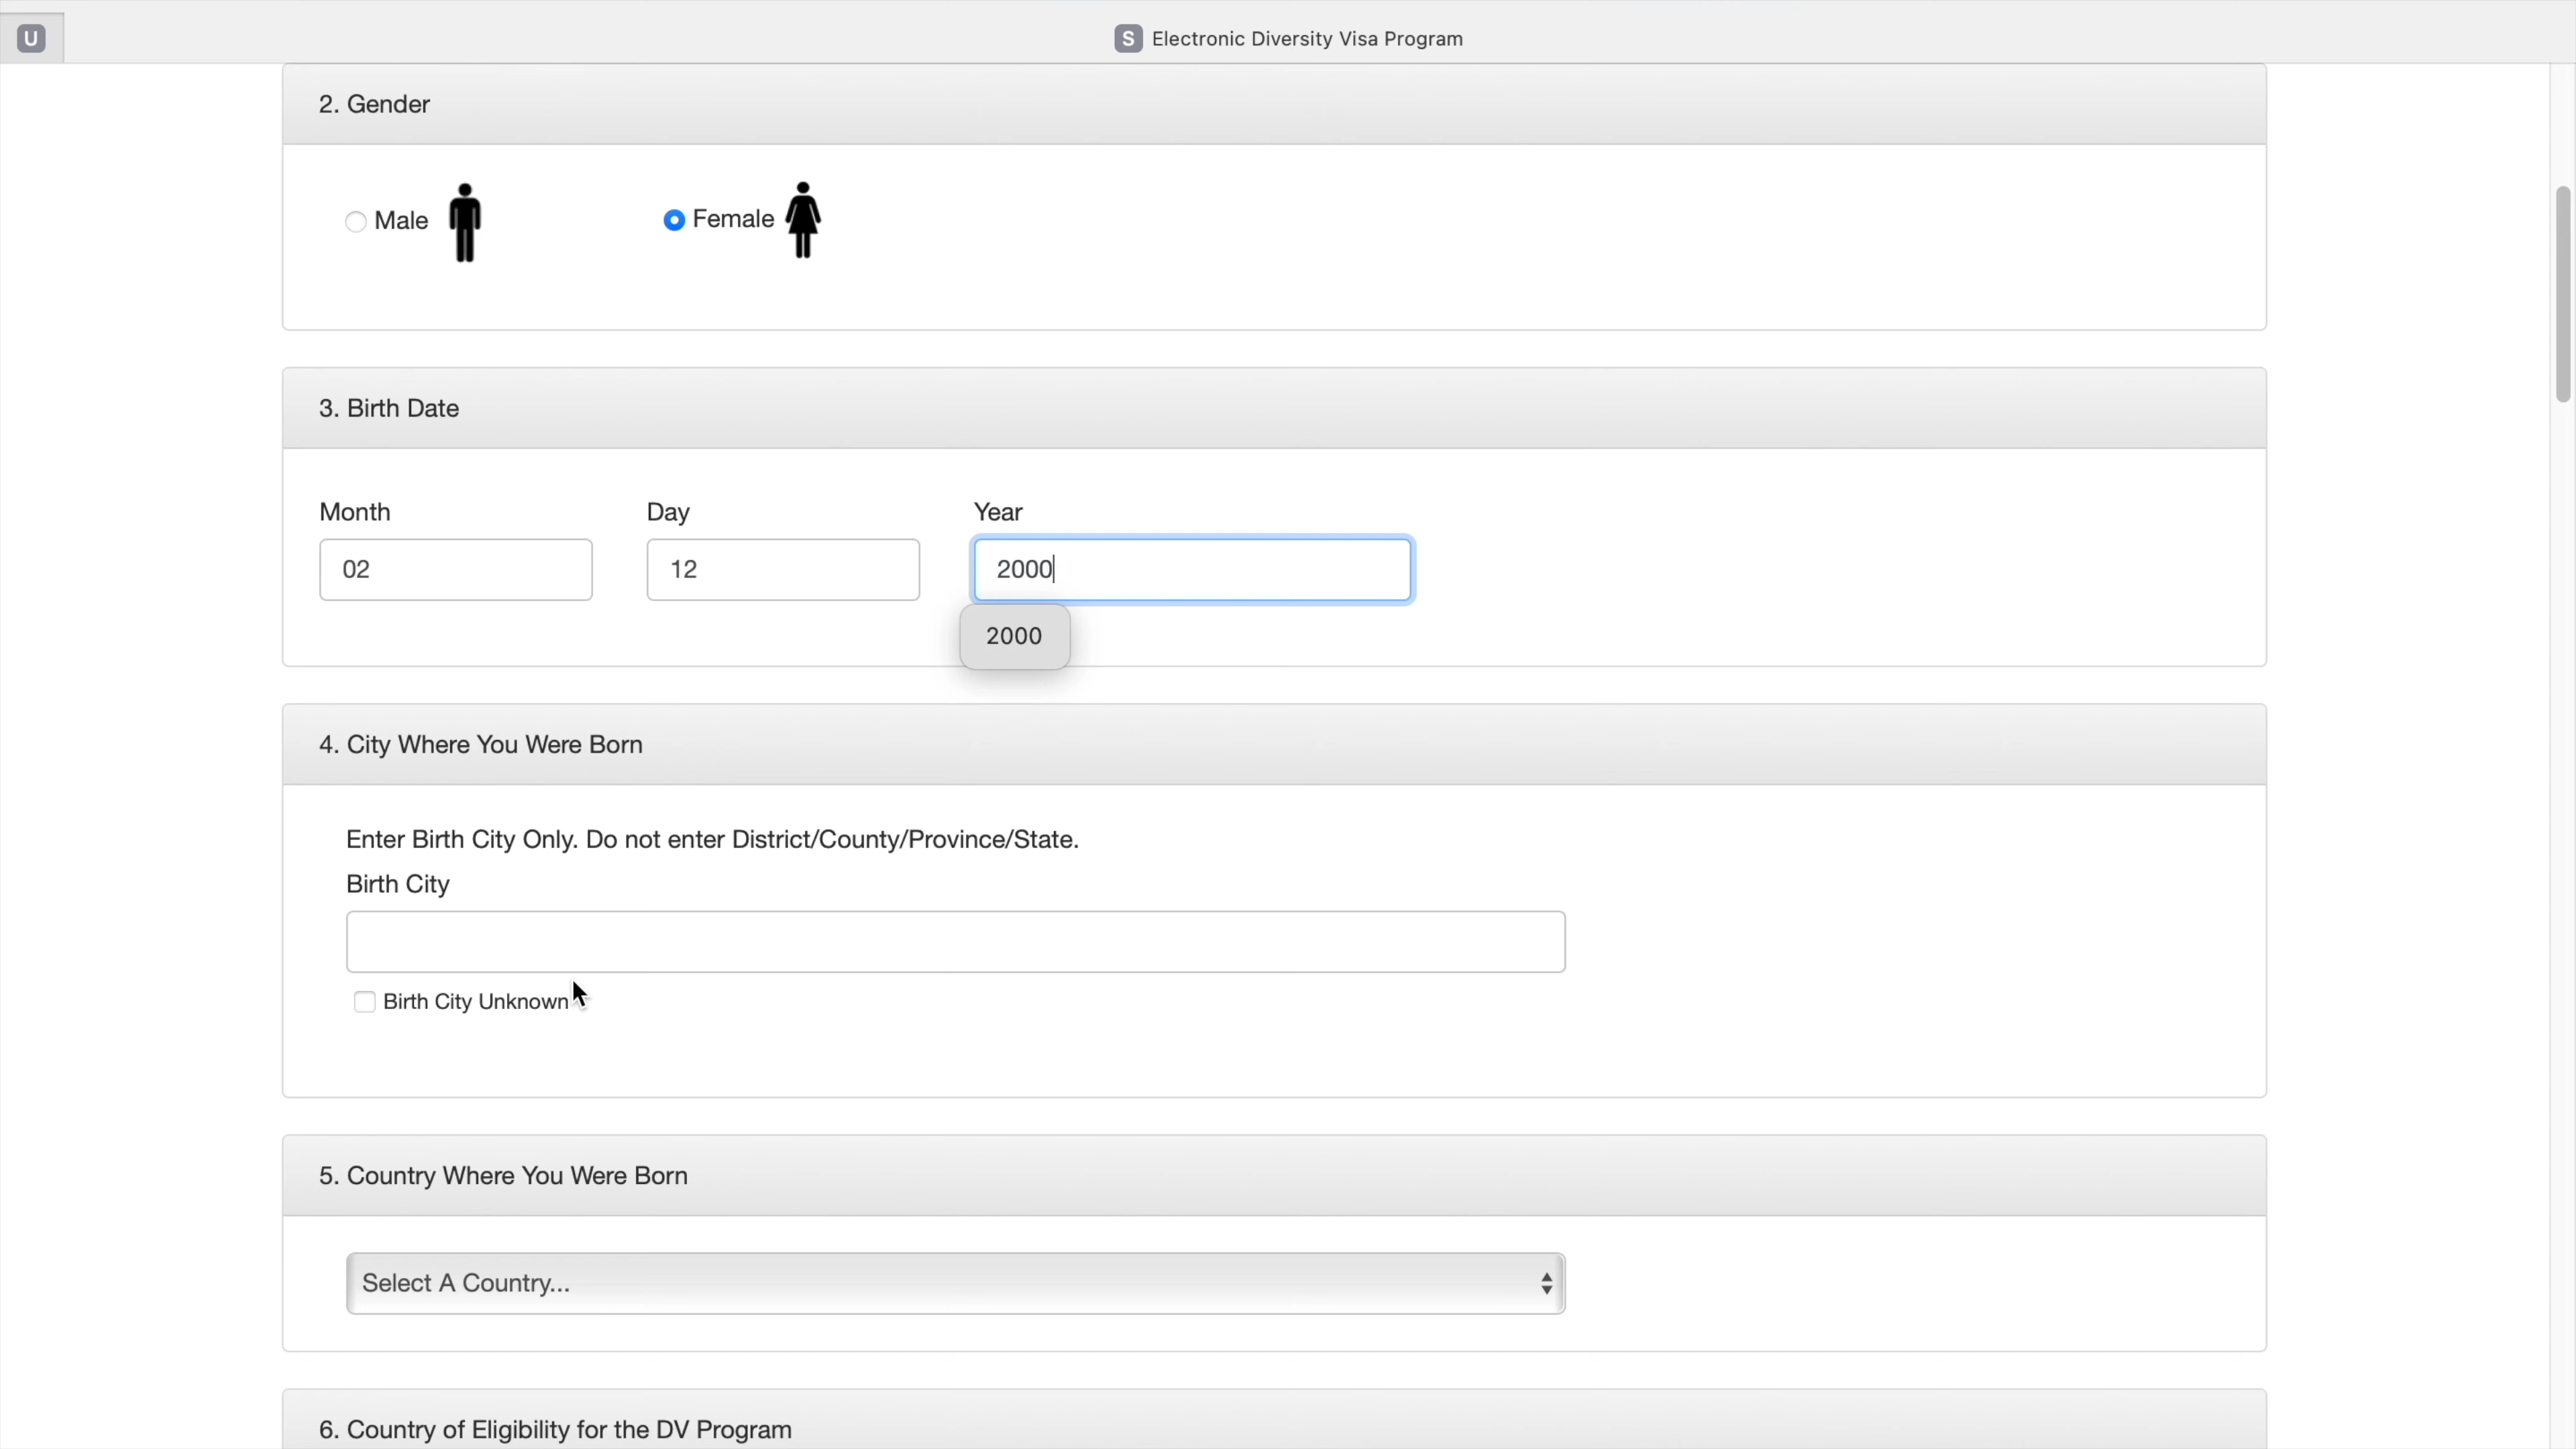 U
S Electronic Diversity Visa Program
2. Gender
Male
Female
3. Birth Date
Month
Day
Year
02
12
2000
2000
4. City Where You Were Born
Enter Birth City Only. Do not enter District/County/Province/State.
Birth City
Birth City Unknown
5. Country Where You Were Born
Select A Country...
6. Country of Eligibility for the DV Program